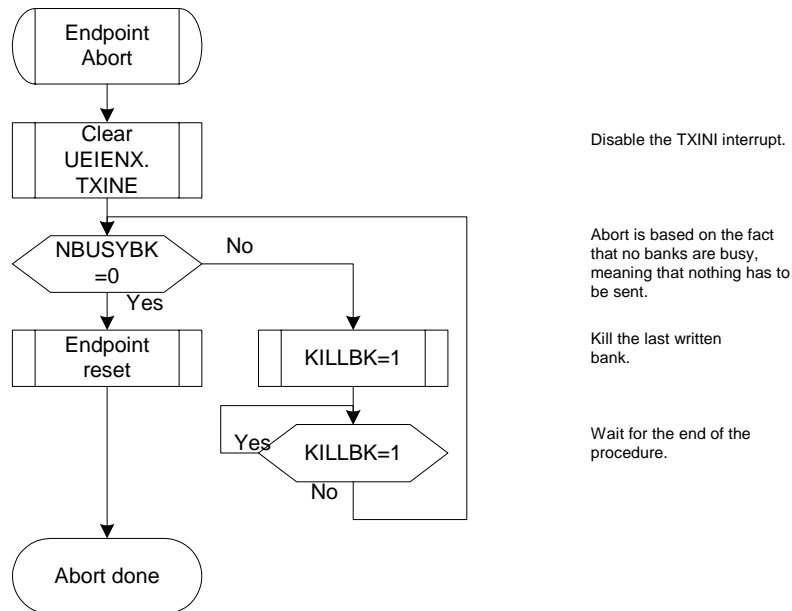 Endpoint
Abort
Clear
UEIENX.
TXINE
Disable the TXINI interrupt.
NBUSYBK
=0
No
Yes
Abort is based on the fact
that no banks are busy,
meaning that nothing has to
be sent.
Endpoint
reset
KILLBK=1
Kill the last written
bank.
Yes
KILLBK=1
No
Wait for the end of the
procedure.
Abort done